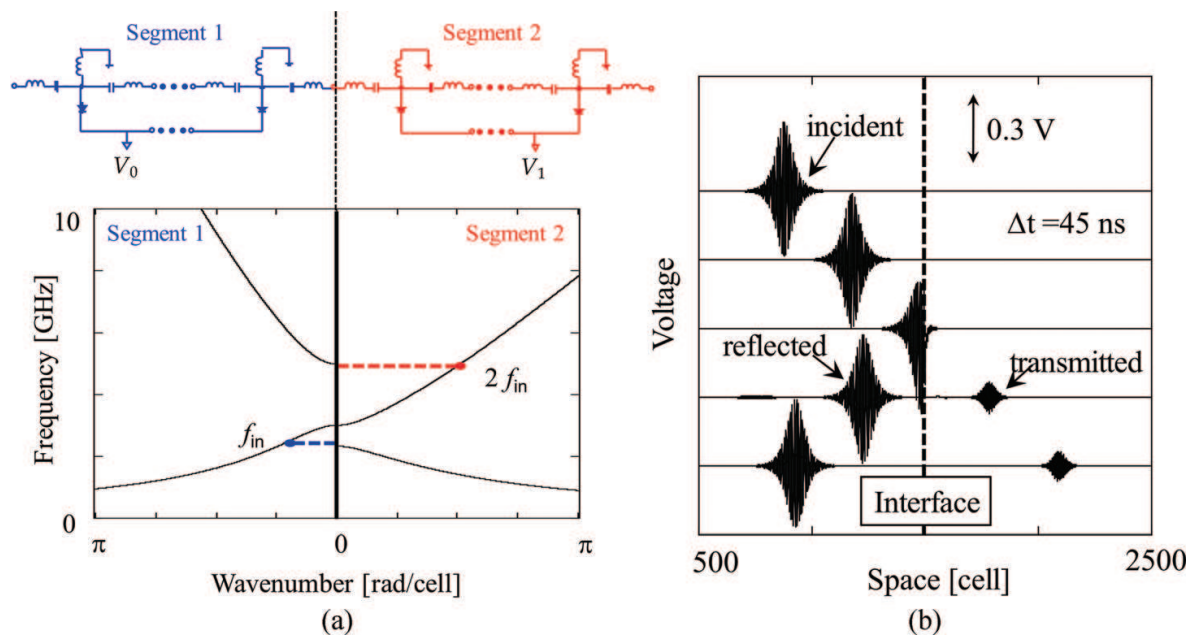 Segment 1
Segment 2
V0
V1
10
Segment 1
Segment 2
Frequency [GHz]
2 fin
fin
0
π
0
π
Wavenumber [rad/cell]
(a)
incident
0.3 V
Δt =45 ns
Voltage
reflected
transmitted
Interface
500
2500
Space [cell]
(b)